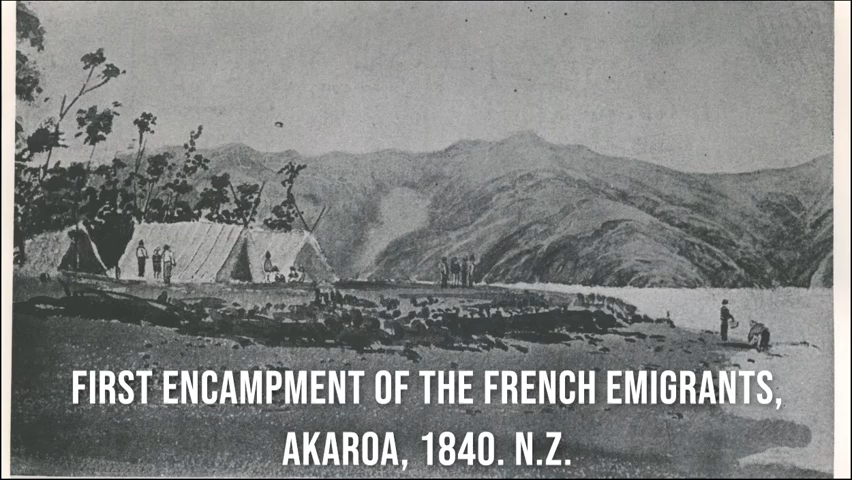 FIRST ENCAMPMENT OF THE FRENCH EMIGRANTS,
AKAROA, 1840. N.Z.